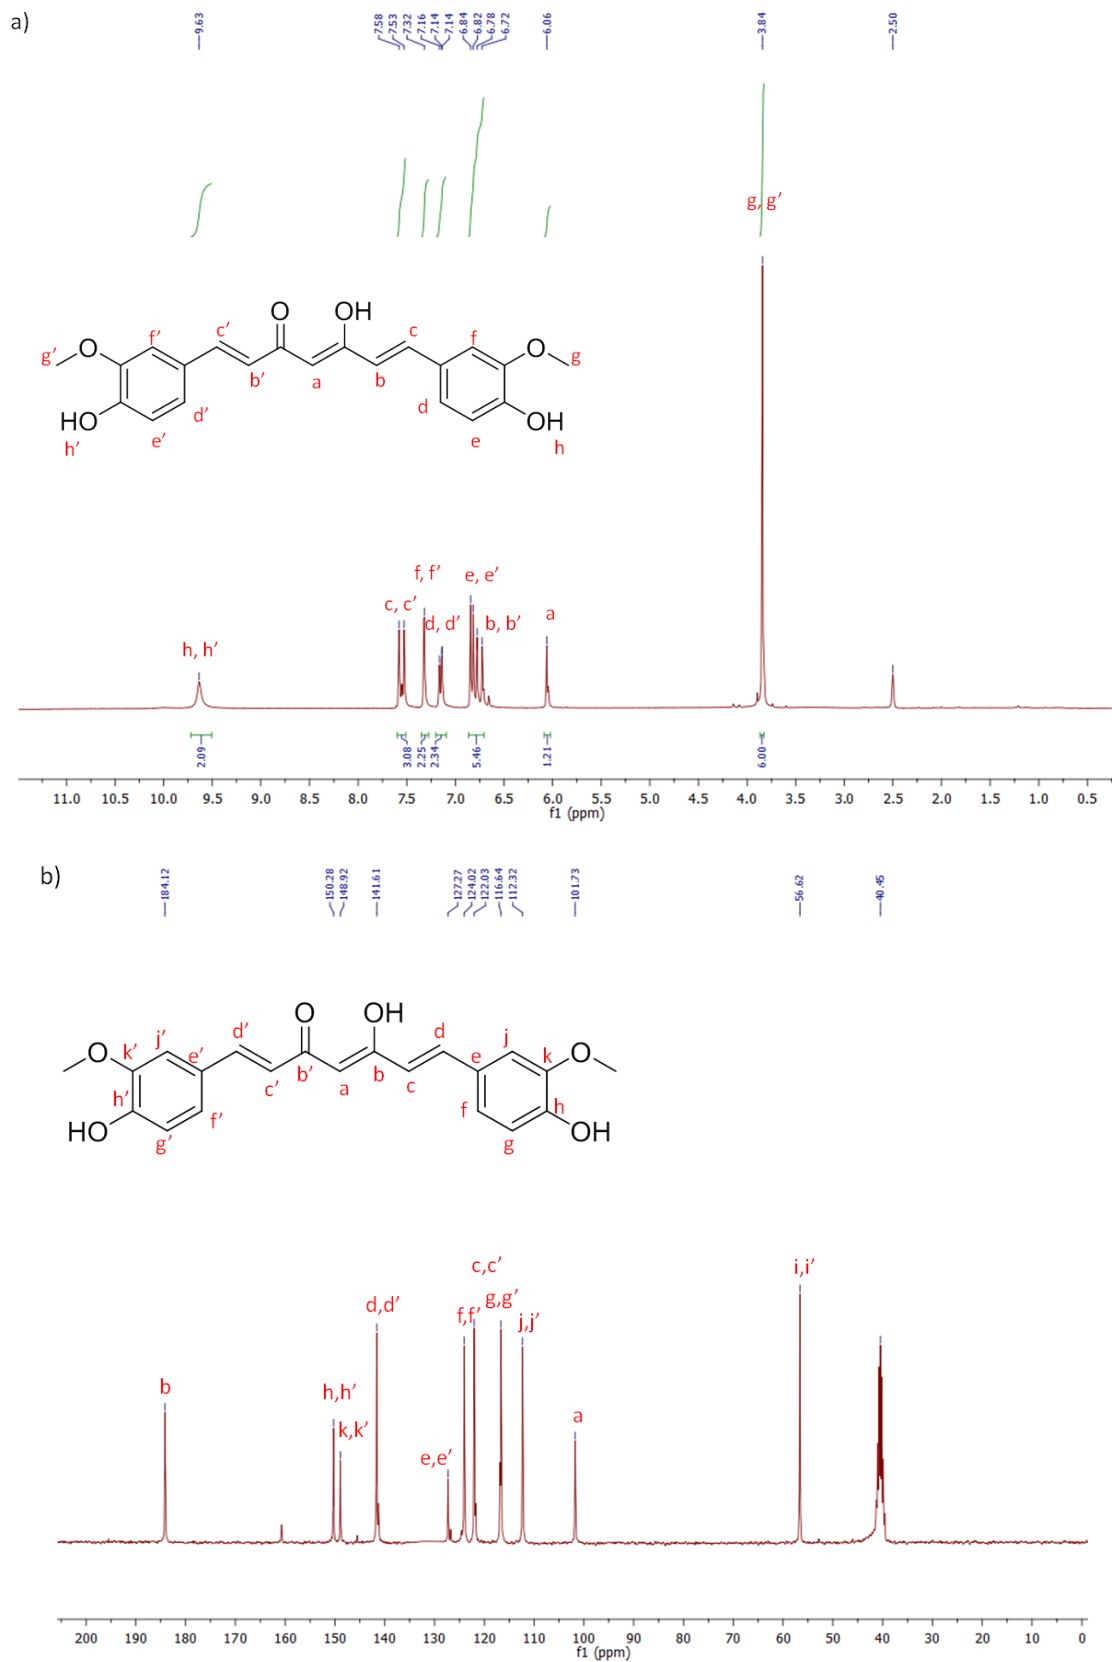 a)
9.63
7.58
7.53
7.32
7.16
7.14
7.14
6.84
6.82
6.78
6.72
6.06
3.84
2.50
g, g’
O OH
c’ c
g’ O f’ f O g
b’ a b
HO d’ d OH
h’ e’ e h
f, f’ e, e’
c, c’ d, d’ b, b’ a
h, h’
2.09
3.08
2.25
2.34
5.46
1.21
6.00
11.0 10.5 10.0 9.5 9.0 8.5 8.0 7.5 7.0 6.5 6.0 5.5 5.0 4.5 4.0 3.5 3.0 2.5 2.0 1.5 1.0 0.5
f1 (ppm)
b)
184.12
150.28
148.92
141.61
127.27
124.02
122.03
116.64
112.32
101.73
56.62
40.45
O OH
d’ d
O k’ j’ e’ b’ b e j k O
c’ a c
h’ f’ f h
HO g’ g OH
c,c’ i,i’
d,d’ f,f’ g,g’ j,j’
b h,h’ a
k,k’ e,e’
200 190 180 170 160 150 140 130 120 110 100 90 80 70 60 50 40 30 20 10 0
f1 (ppm)